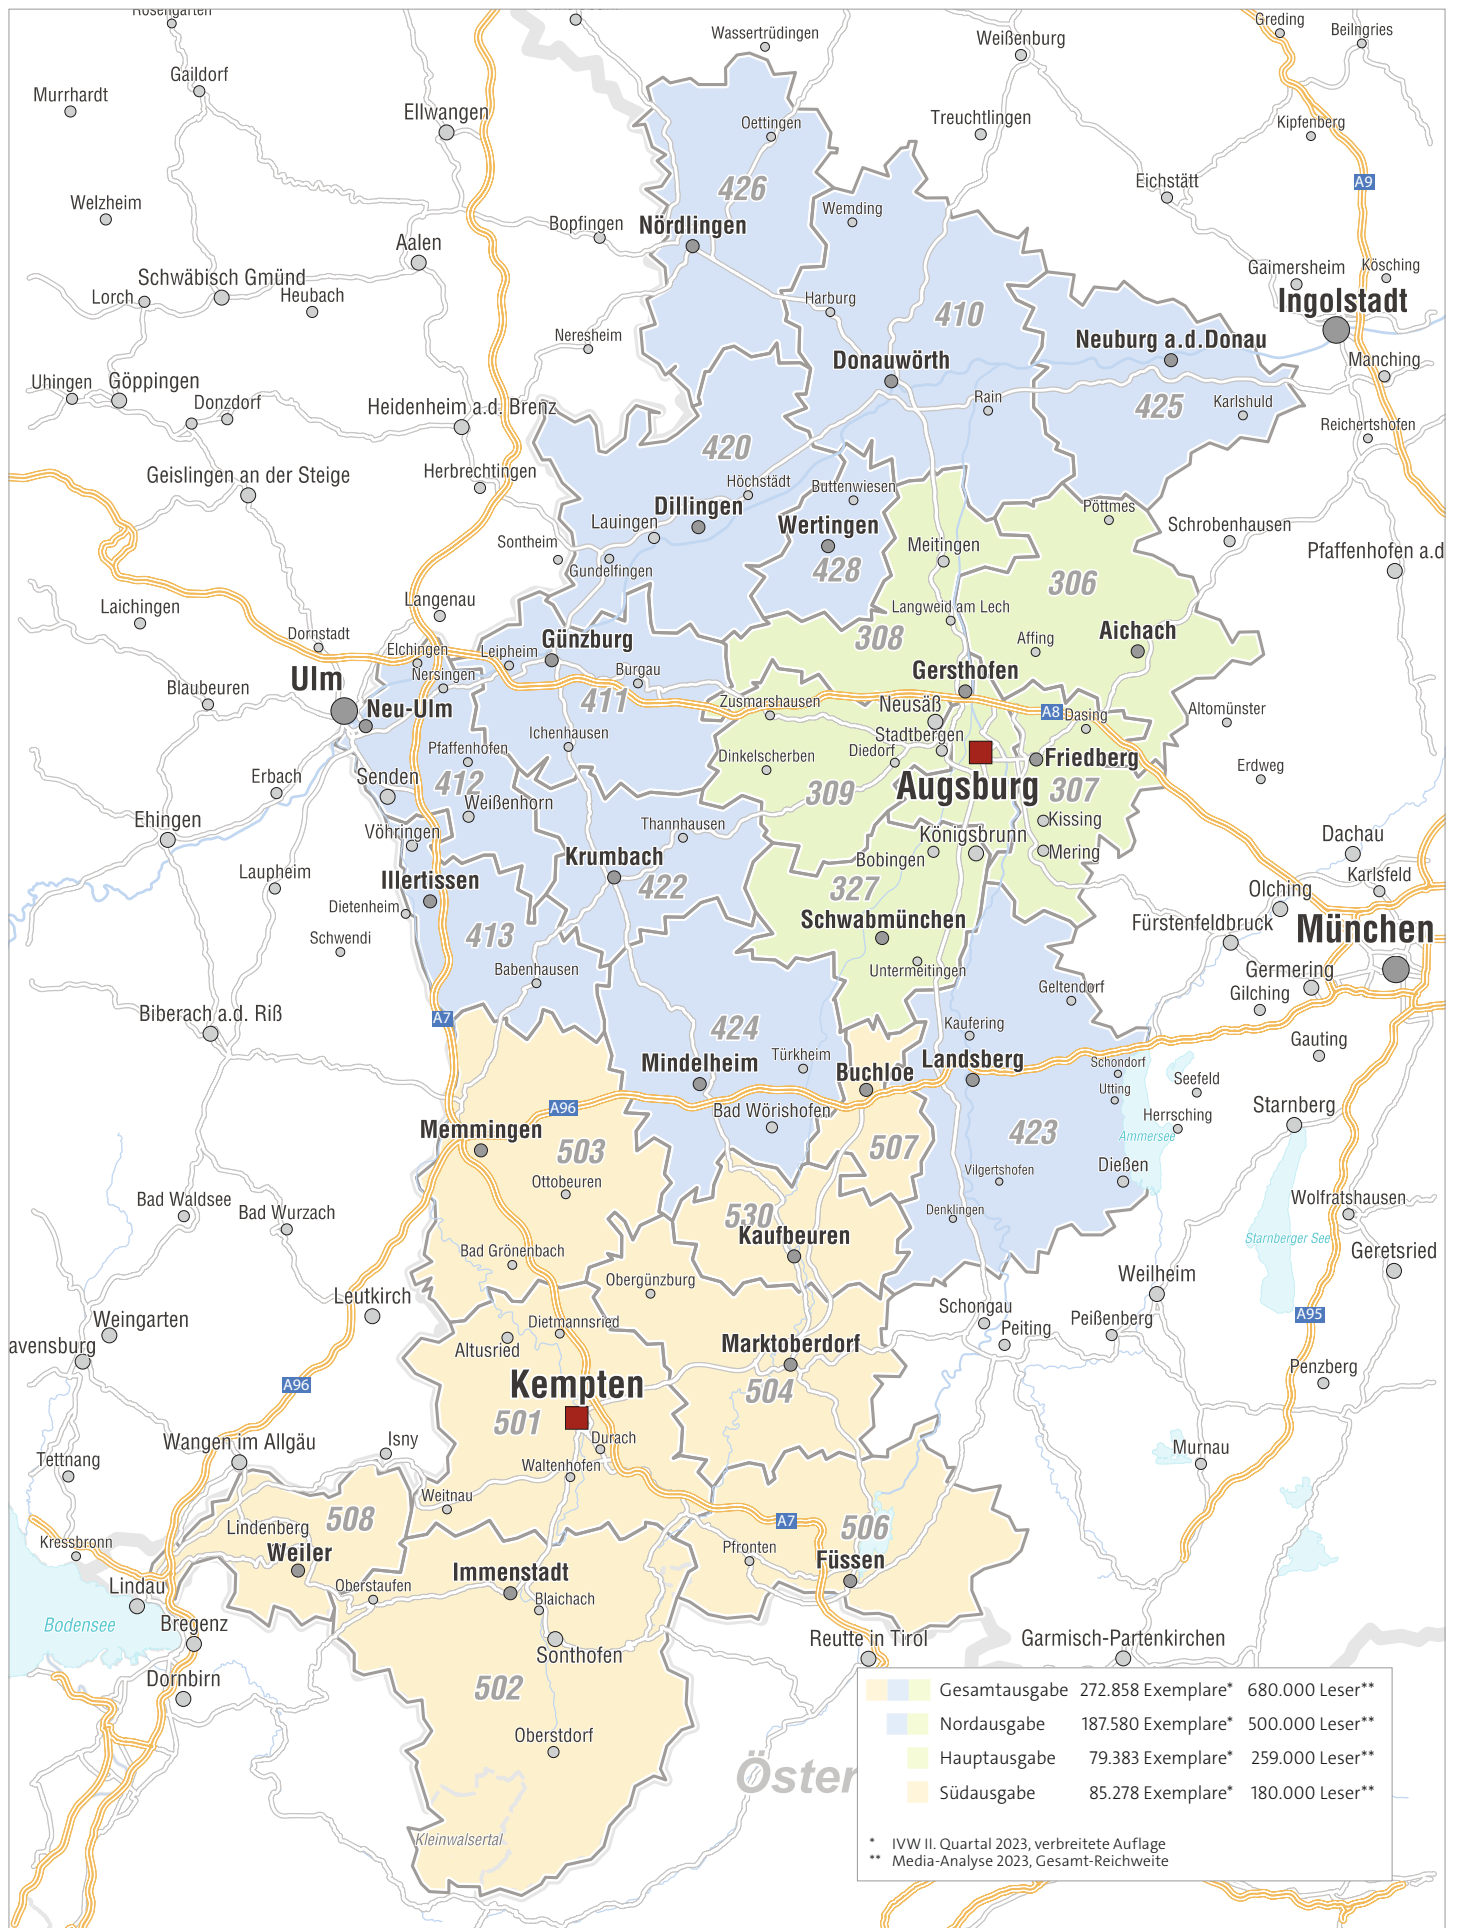 Rosengarten
Wassertrüdingen
Greding
Beilngries
Weißenburg
Gaildorf
Murrhardt
Ellwangen
Oettingen
Treuchtlingen
Kipfenberg
426
Eichstätt
A9
Welzheim
Bopfingen
Nördlingen
Wemding
Aalen
Schwäbisch Gmünd
Lorch
Heubach
Gaimersheim
Kösching
Ingolstadt
Harburg
410
Neresheim
Neuburg a.d.Donau
Donauwörth
Manching
Uhingen
Göppingen
Donzdorf
Heidenheim a.d. Brenz
Rain
425
Karlshuld
Reichertshofen
420
Geislingen an der Steige
Herbrechtingen
Höchstädt
Buttenwiesen
Dillingen
Pöttmes
Lauingen
Wertingen
Schrobenhausen
Sontheim
Meitingen
Pfaffenhofen a.d
Gundelfingen
428
306
Laichingen
Langenau
Langweid am Lech
Dornstadt
Elchingen
Leipheim
Günzburg
308
Affing
Aichach
Ulm
Nersingen
Burgau
Gersthofen
Blaubeuren
Neu-Ulm
411
Zusmarshausen
Neusäß
A8
Dasing
Altomünster
Pfaffenhofen
Ichenhausen
Stadtbergen
Dinkelscherben
Diedorf
Friedberg
Erbach
Senden
412
309
Augsburg
307
Erdweg
Weißenhorn
Ehingen
Vöhringen
Thannhausen
Königsbrunn
Kissing
Dachau
Krumbach
Bobingen
Mering
Laupheim
Illertissen
422
327
Olching
Karlsfeld
Dietenheim
Schwabmünchen
Fürstenfeldbruck
München
Schwendi
413
Babenhausen
Untermeitingen
Germering
Geltendorf
Gilching
Biberach a.d. Riß
A7
424
Kaufering
Gauting
Mindelheim
Türkheim
Buchloe
Landsberg
Schondorf
Seefeld
Utting
A96
Bad Wörishofen
Herrsching
Starnberg
Memmingen
503
507
423
Ammersee
Ottobeuren
Vilgertshofen
Dießen
Bad Waldsee
Bad Wurzach
530
Denklingen
Wolfratshausen
Kaufbeuren
Starnberger See
Bad Grönenbach
Geretsried
Obergünzburg
Weilheim
Leutkirch
Schongau
Weingarten
Dietmannsried
Peiting
Peißenberg
A95
avensburg
Altusried
Marktoberdorf
Penzberg
A96
Kempten
504
501
Durach
Wangen im Allgäu
Isny
Murnau
Tettnang
Waltenhofen
Weitnau
508
A7
506
Lindenberg
Kressbronn
Weiler
Pfronten
Füssen
Immenstadt
Lindau
Oberstaufen
Blaichach
Bodensee
Bregenz
Sonthofen
Reutte in Tirol
Garmisch-Partenkirchen
Dornbirn
502
Oberstdorf
Öster
Kleinwalsertal
Gesamtausgabe 272.858 Exemplare* 680.000 Leser**
Nordausgabe 187.580 Exemplare* 500.000 Leser**
Hauptausgabe 79.383 Exemplare* 259.000 Leser**
Südausgabe 85.278 Exemplare* 180.000 Leser**
* IVW II. Quartal 2023, verbreitete Auflage
** Media-Analyse 2023, Gesamt-Reichweite